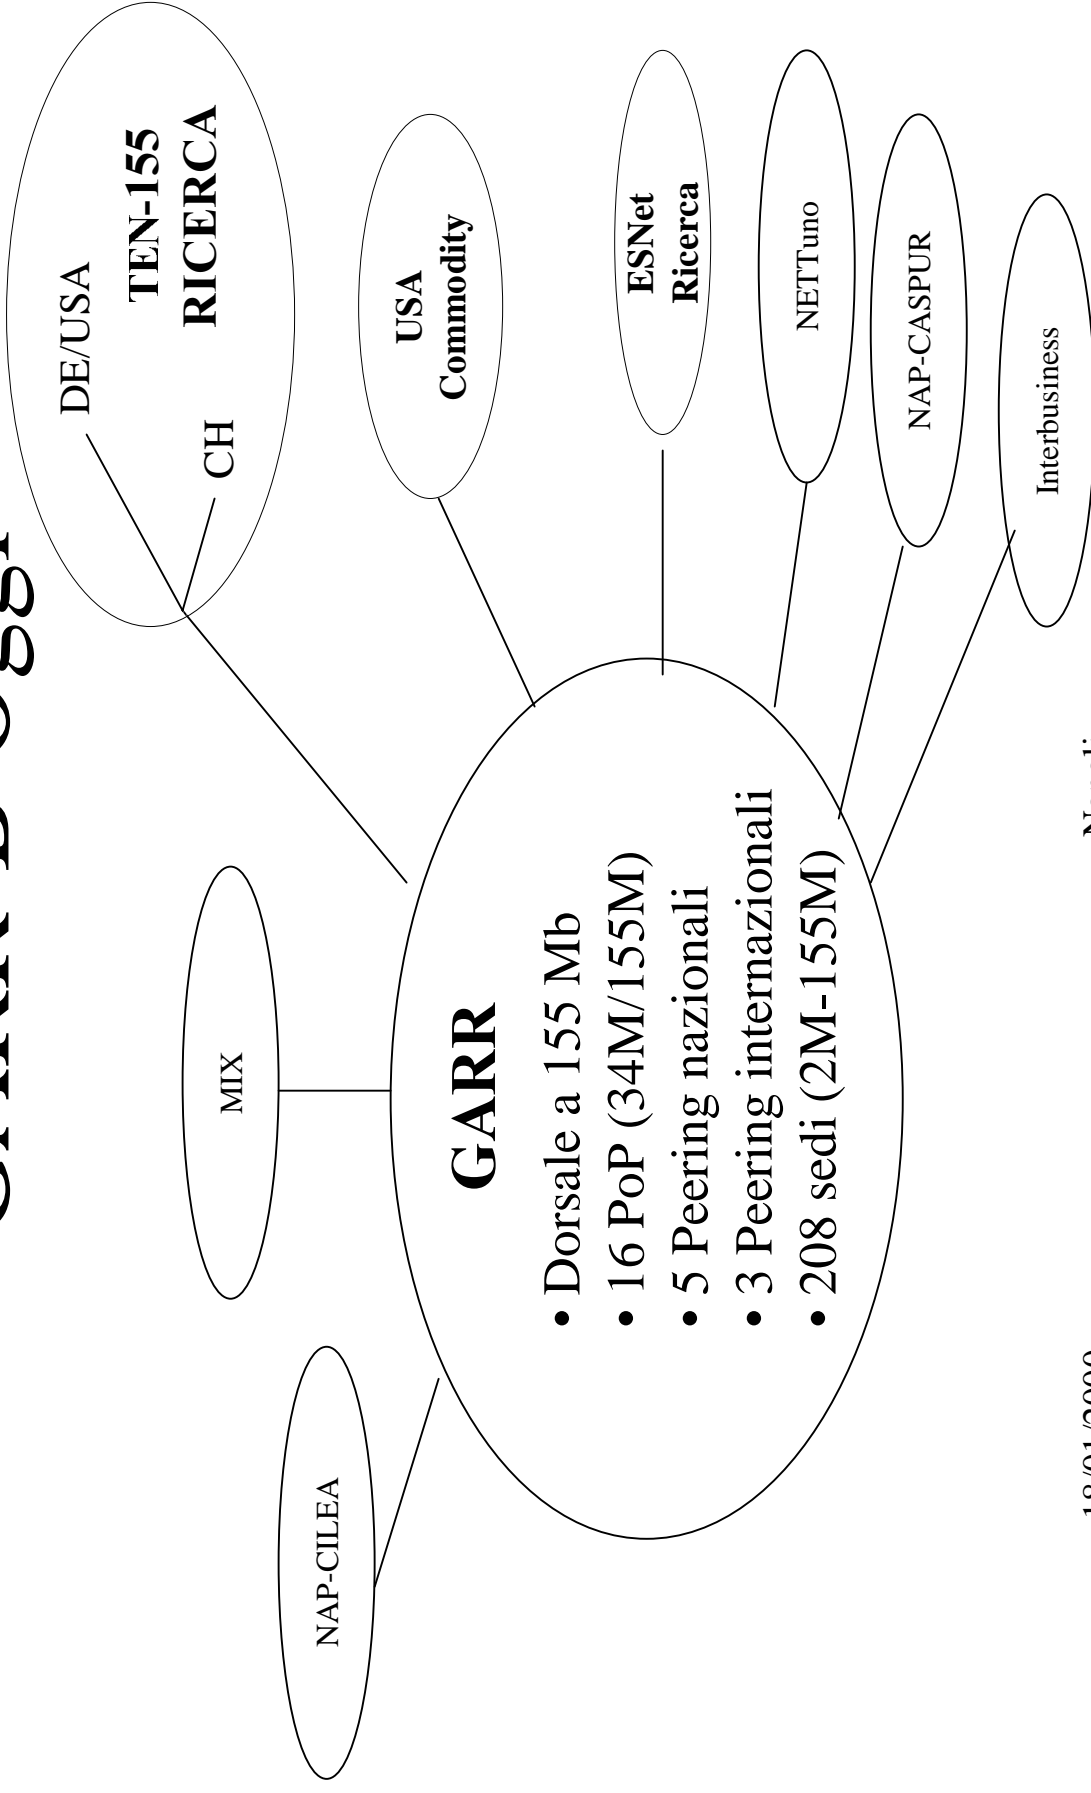 DE/USA
TEN-155
RICERCA
CH
MIX
USA
Commodity
NAP-CILEA
GARR
• Dorsale a 155 Mb
• 16 PoP (34M/155M)
• 5 Peering nazionali
• 3 Peering internazionali
• 208 sedi (2M-155M)
ESNet
Ricerca
NETTuno
NAP-CASPUR
Interbusiness